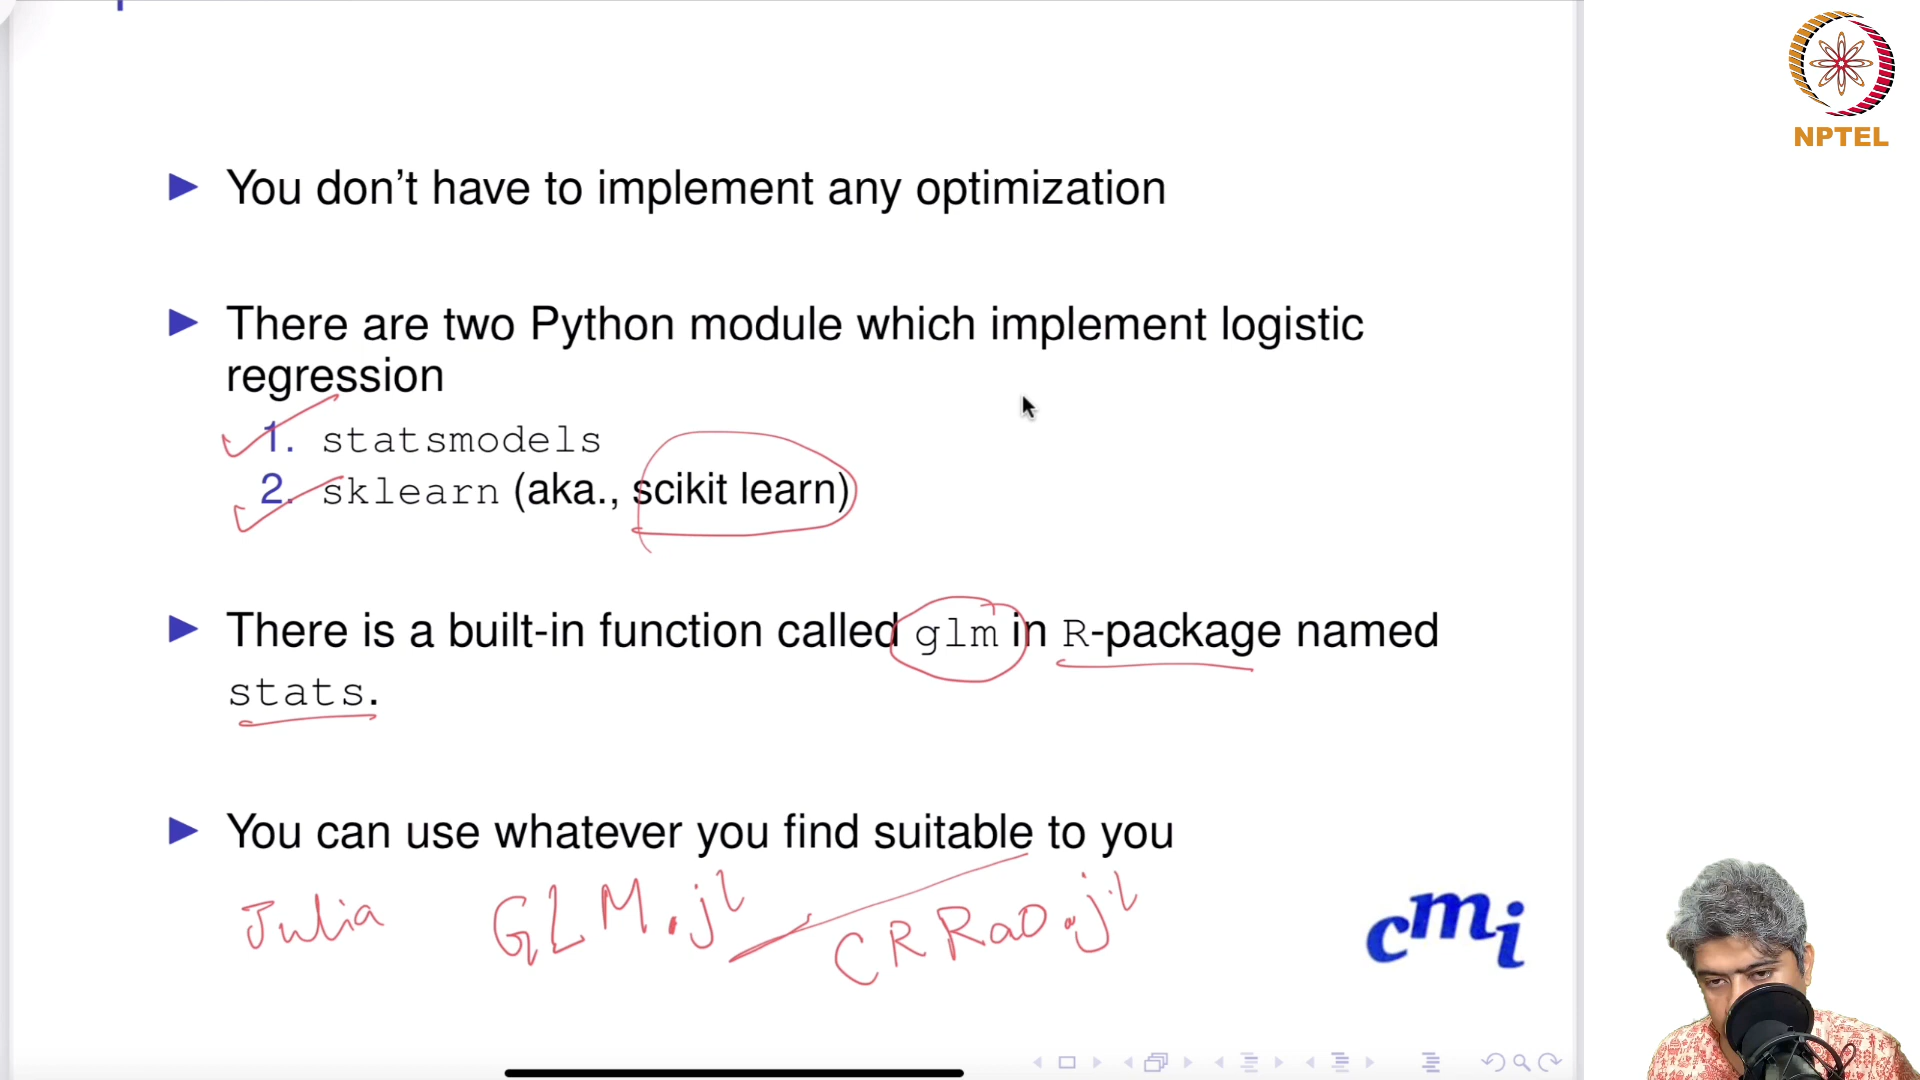 NPTEL
► You don't have to implement any optimization
► There are two Python module which implement logistic
regression
1. statsmodels
2. sklearn (aka., scikit learn)
► There is a built-in function called glm in R-package named
stats.
► You can use whatever you find suitable to you
Julia GLM.jl CRRao.jl
cmi